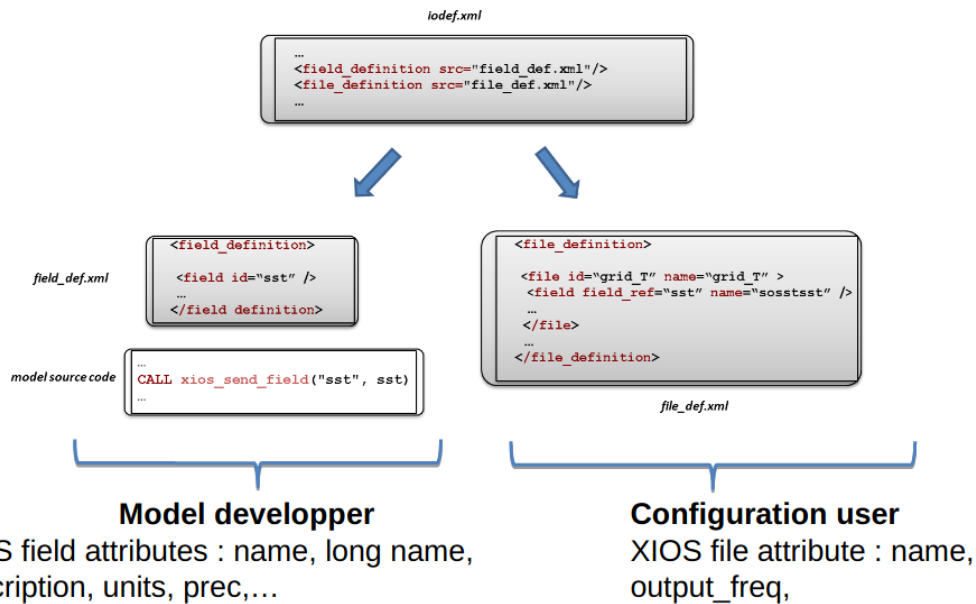 iodef.xml
...
<field_definition src="field_def.xml"/>
<file_definition src="file_def.xml"/>
...
field_def.xml
<field_definition>
<field id=“sst” />
...
</field definition>
model source code
...
CALL xios_send_field("sst", sst)
...
<file_definition>
<file id=“grid_T” name=“grid_T” >
<field field_ref=“sst” name=“sosstsst” />
...
</file>
...
</file_definition>
file_def.xml
Model developper
S field attributes : name, long name,
cription, units, prec,…
Configuration user
XIOS file attribute : name,
output_freq,